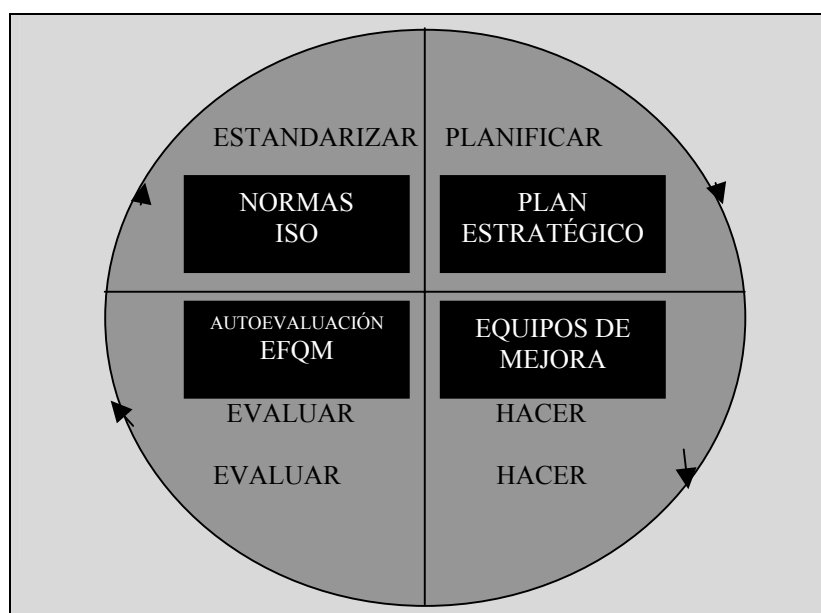 ESTANDARIZAR PLANIFICAR
NORMAS
ISO
PLAN
ESTRATÉGICO
AUTOEVALUACIÓN
EFQM
EQUIPOS DE
MEJORA
EVALUAR HACER
EVALUAR HACER